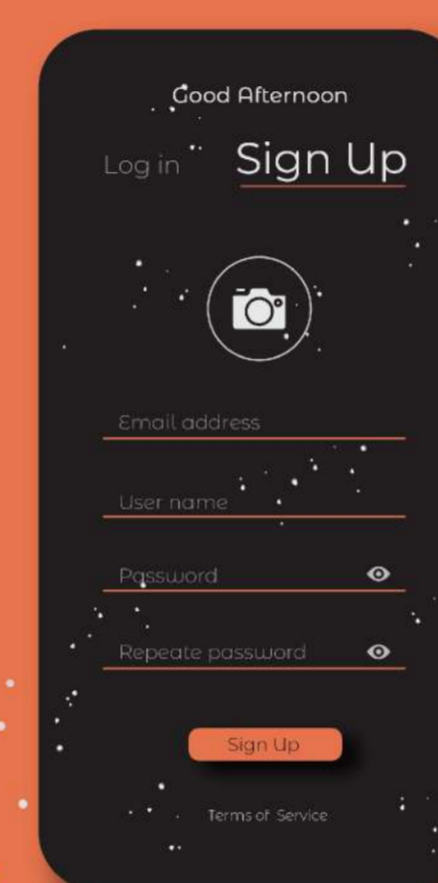 Good Afternoon
Log in Sign Up
Email address
User name
Password
Repeate password
Sign Up
Terms of Service